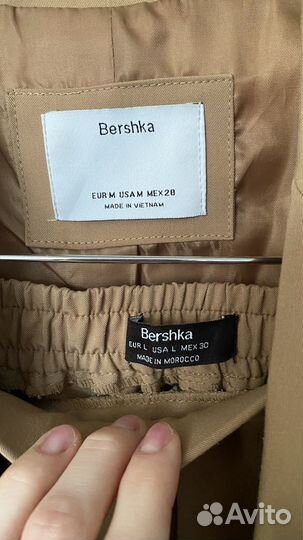 Bershka
EUR M USA M MEX 28
MADE IN VIETNAM
Bershka
EUR L USA L MEX 30
MADE IN MOROCCO
Avito